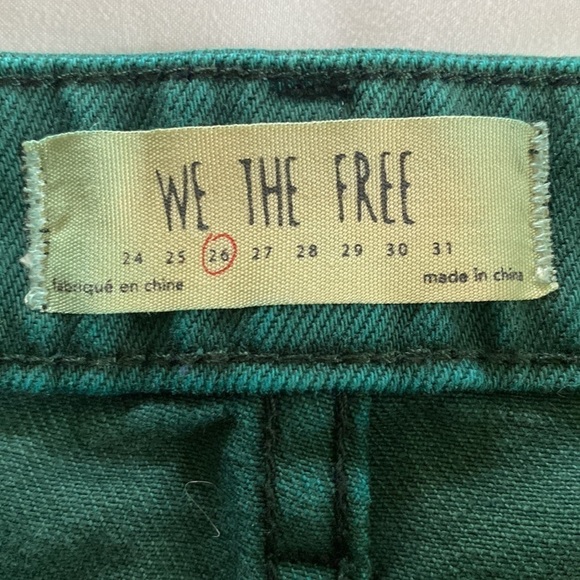 WE THE FREE
24 25 26 27 28 29 30 31
fabriqué en chine made in china